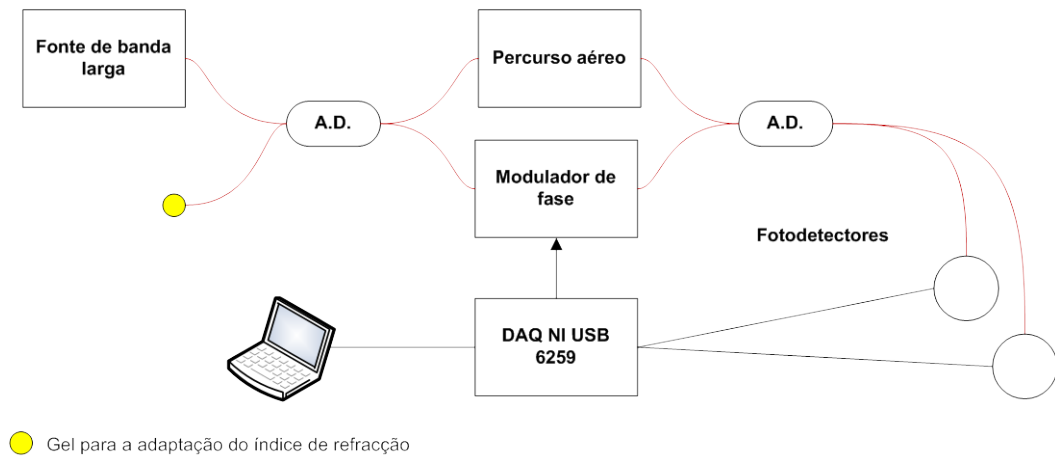 Fonte de banda
larga
Percurso aéreo
A.D.
A.D.
Modulador de
fase
Fotodetectores
DAQ NI USB
6259
Gel para a adaptação do índice de refracção